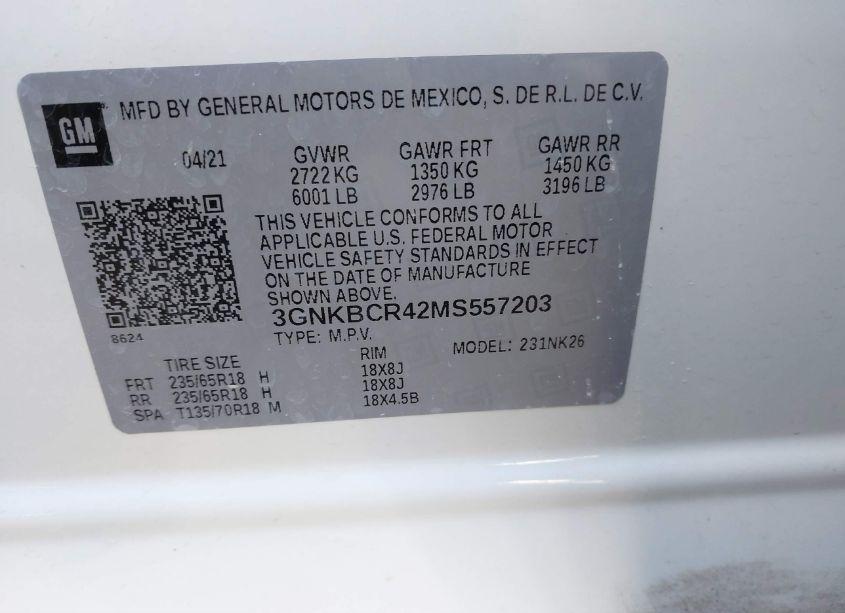 GM
MFD BY GENERAL MOTORS DE MEXICO, S. DE R.L. DE C.V.
04/21 GVWR GAWR FRT GAWR RR
2722 KG 1350 KG 1450 KG
6001 LB 2976 LB 3196 LB
THIS VEHICLE CONFORMS TO ALL
APPLICABLE U.S. FEDERAL MOTOR
VEHICLE SAFETY STANDARDS IN EFFECT
ON THE DATE OF MANUFACTURE
SHOWN ABOVE.
3GNKBCR42MS557203
8624
TYPE: M.P.V. MODEL: 231NK26
TIRE SIZE RIM
FRT 235/65R18 H 18X8J
RR 235/65R18 H 18X8J
SPA T135/70R18 M 18X4.5B